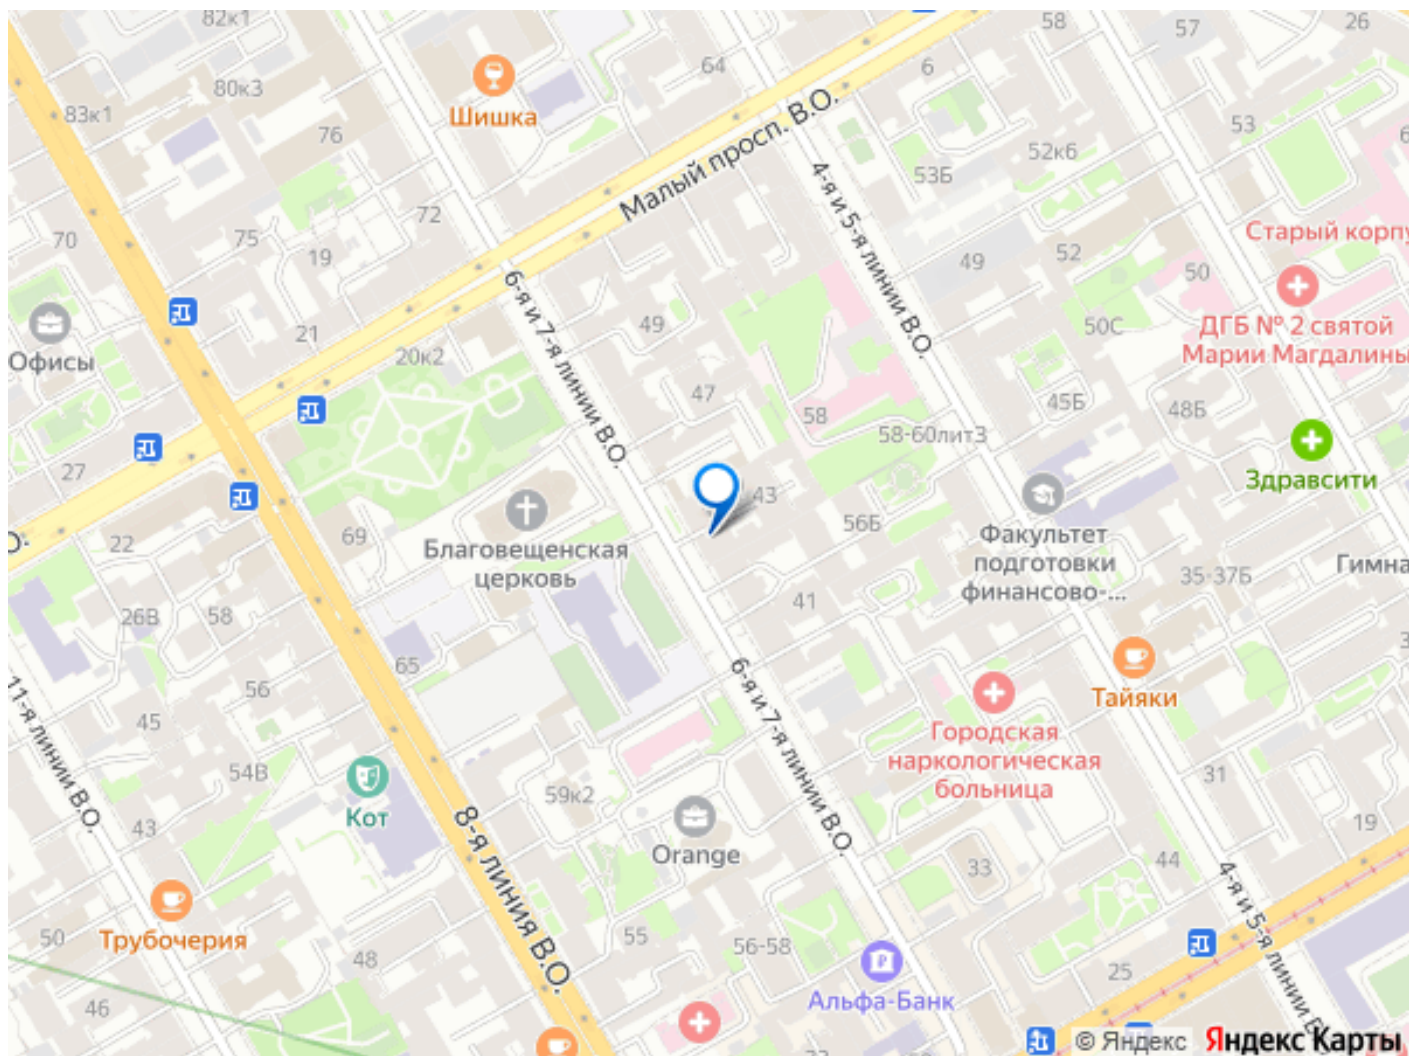 82к1
58
57
26
80к3
Шишка
64
6
83к1
76
Малый просп. В.О.
53
52к6
53Б
4-я и 5-я линии В.О.
72
70
75
19
Старый корпу
52
49
50
6-я и 7-я линии В.О.
Офисы
21
49
50С
ДГБ № 2 святой
Марии Магдалины
20к2
47
58
45Б
48Б
58-60лит3
27
Здравсити
43
22
69
56Б
Факультет
подготовки
финансово-...
Благовещенская
церковь
Гимна
35-37Б
26В
58
41
65
56
6-я и 7-я линии В.О.
Тайяки
11-я линии В.О.
45
54В
Городская
наркологическая
больница
31
Кот
59к2
43
8-я линия В.О.
Orange
19
33
44
4-я и 5-я линии В
50
Трубочерия
48
55
56-58
25
46
Альфа-Банк
© Яндекс
Яндекс Карты